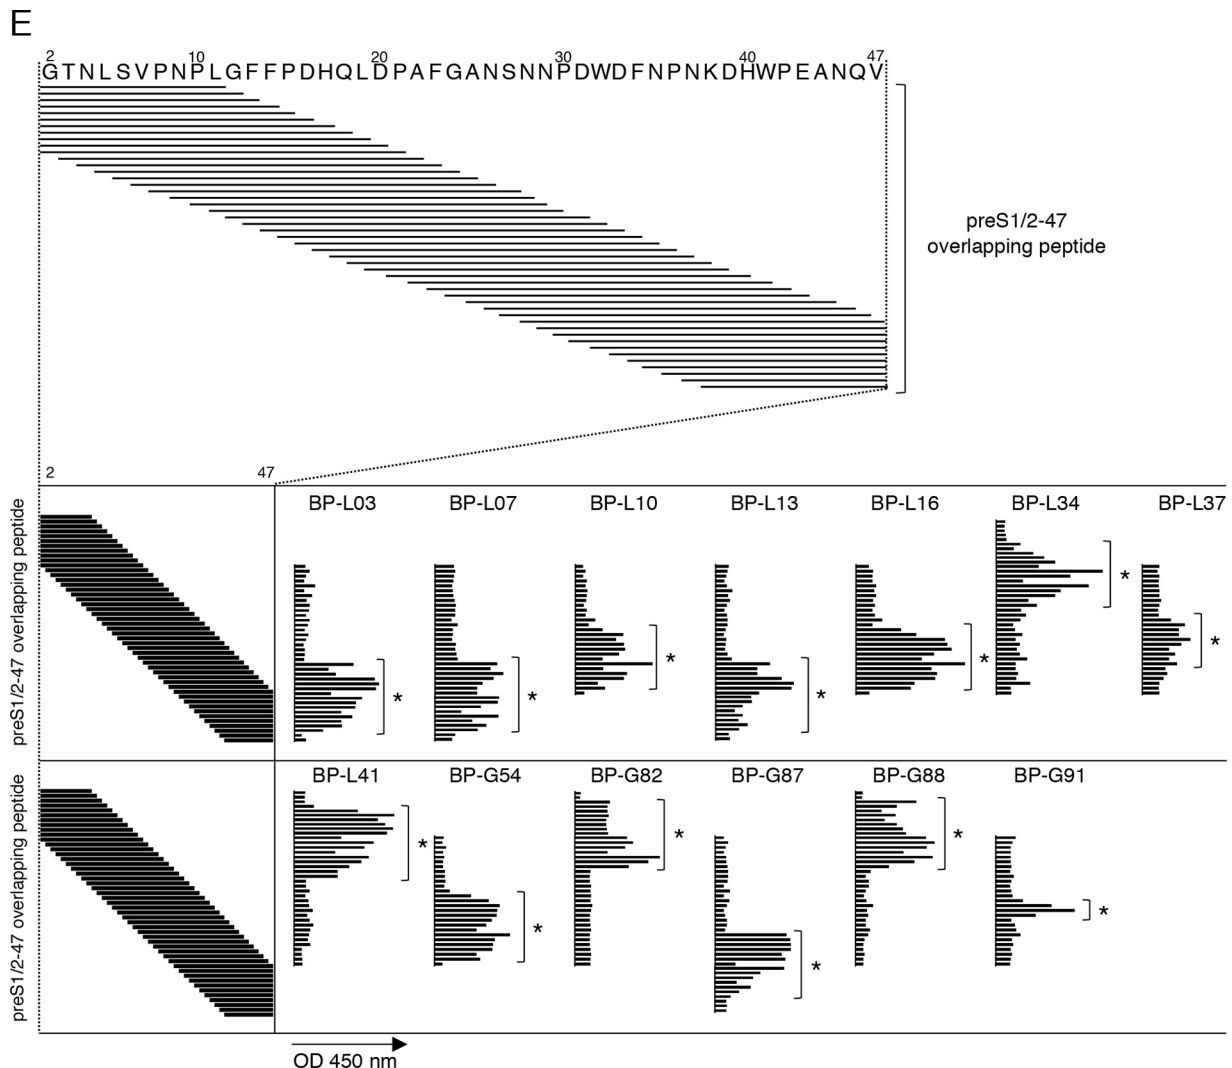 E
2 10 20 30 40 47
GTNLSVPNPLGFFPDHQLDPAFGANSNNPDWDFNPNKDHWPEANQV
preS1/2-47
overlapping peptide
2 47
preS1/2-47 overlapping peptide
BP-L03 BP-L07 BP-L10 BP-L13 BP-L16 BP-L34 BP-L37
* * * * * * *
preS1/2-47 overlapping peptide
BP-L41 BP-G54 BP-G82 BP-G87 BP-G88 BP-G91
* * * * * *
OD 450 nm